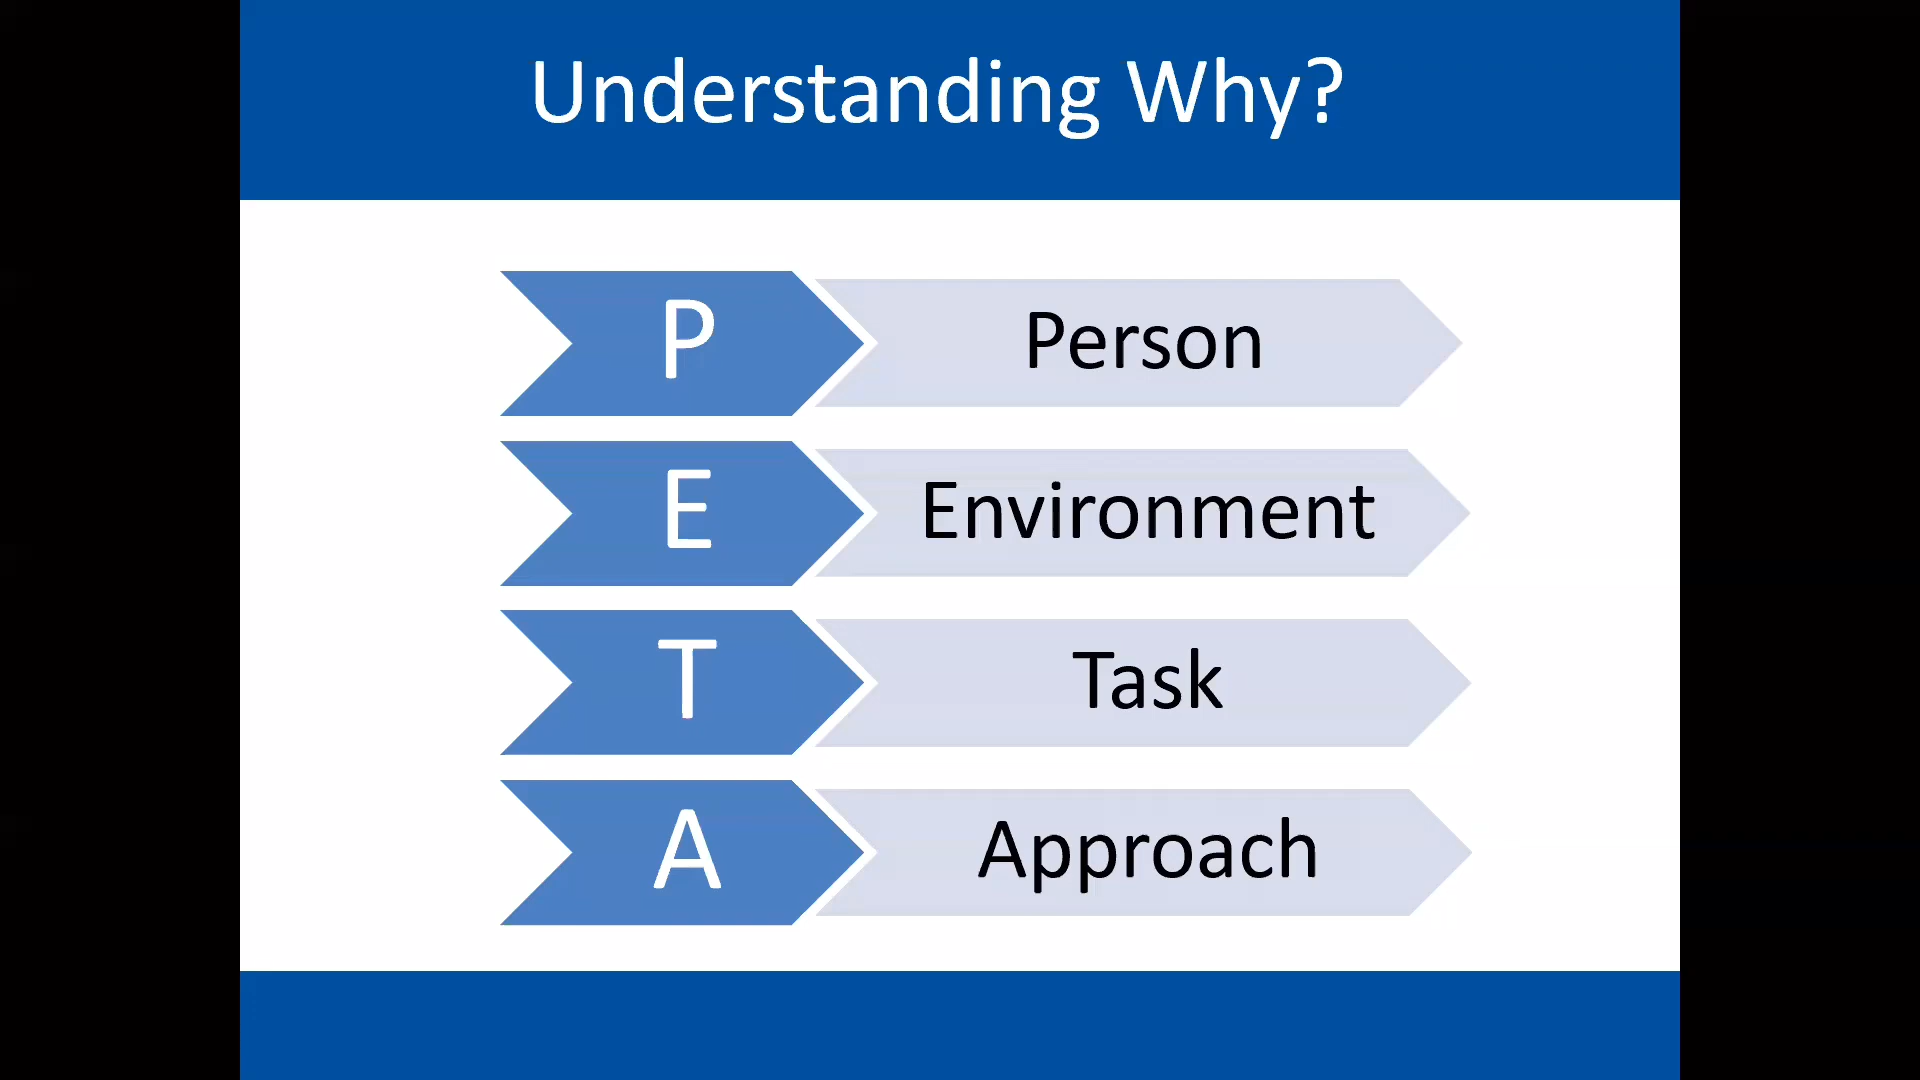 Understanding Why?
P Person
E Environment
T Task
A Approach